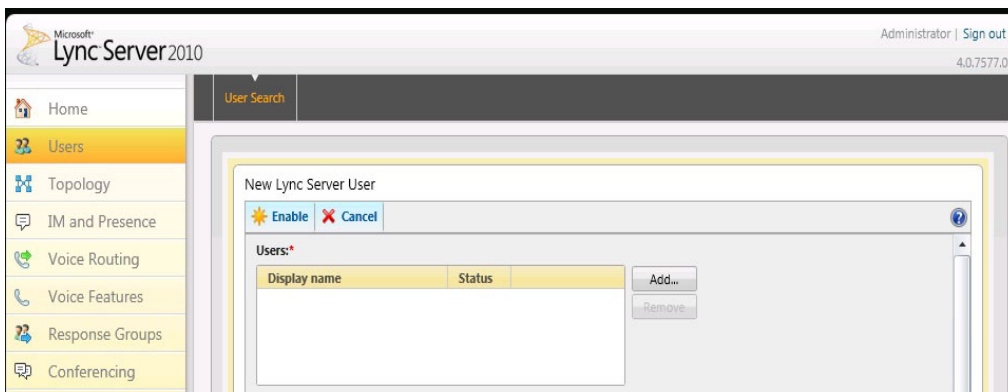 Microsoft®
Lync Server 2010
Administrator | Sign out
4.0.7577.0
Home
Users
Topology
IM and Presence
Voice Routing
Voice Features
Response Groups
Conferencing
User Search
New Lync Server User
Enable
Cancel
Users:*
Display name Status
Add...
Remove